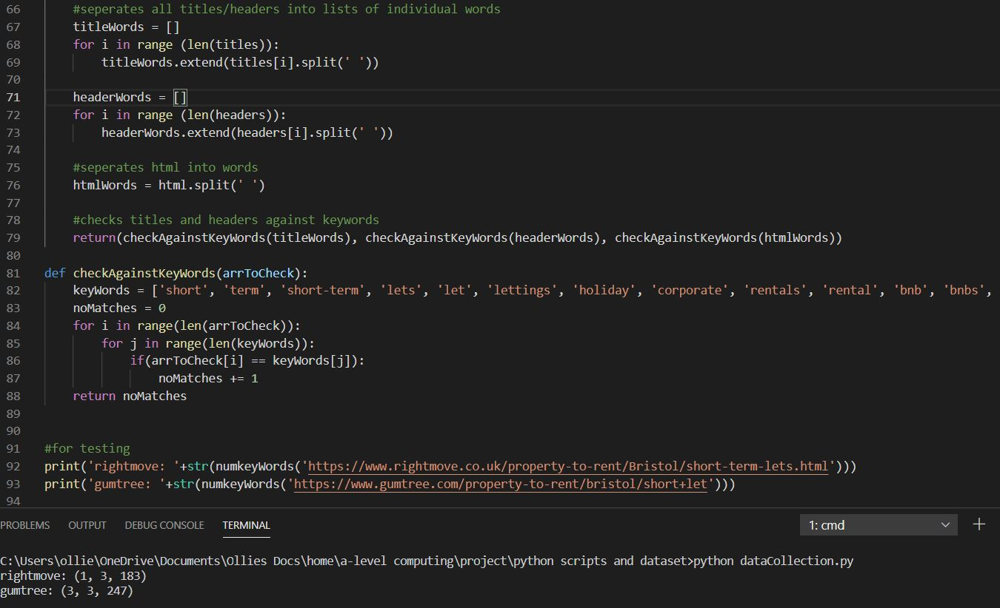 66 #seperates all titles/headers into lists of individual words
67 titleWords = []
68 for i in range (len(titles)):
69 titleWords.extend(titles[i].split(' '))
70
71 headerWords = []
72 for i in range (len(headers)):
73 headerWords.extend(headers[i].split(' '))
74
75 #seperates html into words
76 htmlWords = html.split(' ')
77
78 #checks titles and headers against keywords
79 return(checkAgainstKeyWords(titleWords), checkAgainstKeyWords(headerWords), checkAgainstKeyWords(htmlWords))
80
81 def checkAgainstKeyWords(arrToCheck):
82 keyWords = ['short', 'term', 'short-term', 'lets', 'let', 'lettings', 'holiday', 'corporate', 'rentals', 'rental', 'bnb', 'bnbs',
83 noMatches = 0
84 for i in range(len(arrToCheck)):
85 for j in range(len(keyWords)):
86 if(arrToCheck[i] == keyWords[j]):
87 noMatches += 1
88 return noMatches
89
90
91 #for testing
92 print('rightmove: '+str(numkeyWords('https://www.rightmove.co.uk/property-to-rent/Bristol/short-term-lets.html')))
93 print('gumtree: '+str(numkeyWords('https://www.gumtree.com/property-to-rent/bristol/short+let')))
94
PROBLEMS OUTPUT DEBUG CONSOLE TERMINAL 1: cmd
C:\Users\ollie\OneDrive\Documents\Ollies Docs\home\a-level computing\project\python scripts and dataset>python dataCollection.py
rightmove: (1, 3, 183)
gumtree: (3, 3, 247)